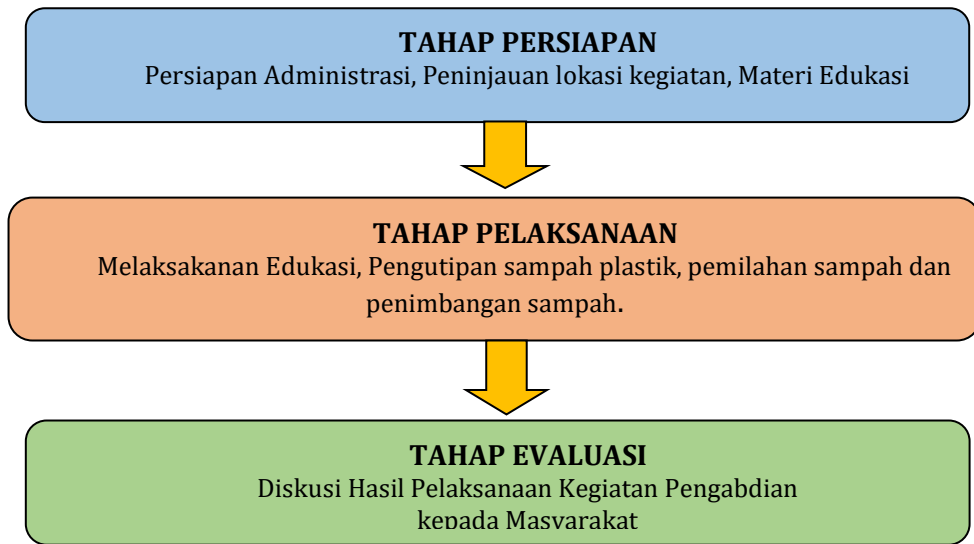 TAHAP PERSIAPAN
Persiapan Administrasi, Peninjauan lokasi kegiatan, Materi Edukasi
TAHAP PELAKSANAAN
Melaksakanan Edukasi, Pengutipan sampah plastik, pemilahan sampah dan
penimbangan sampah.
TAHAP EVALUASI
Diskusi Hasil Pelaksanaan Kegiatan Pengabdian
kepada Masyarakat